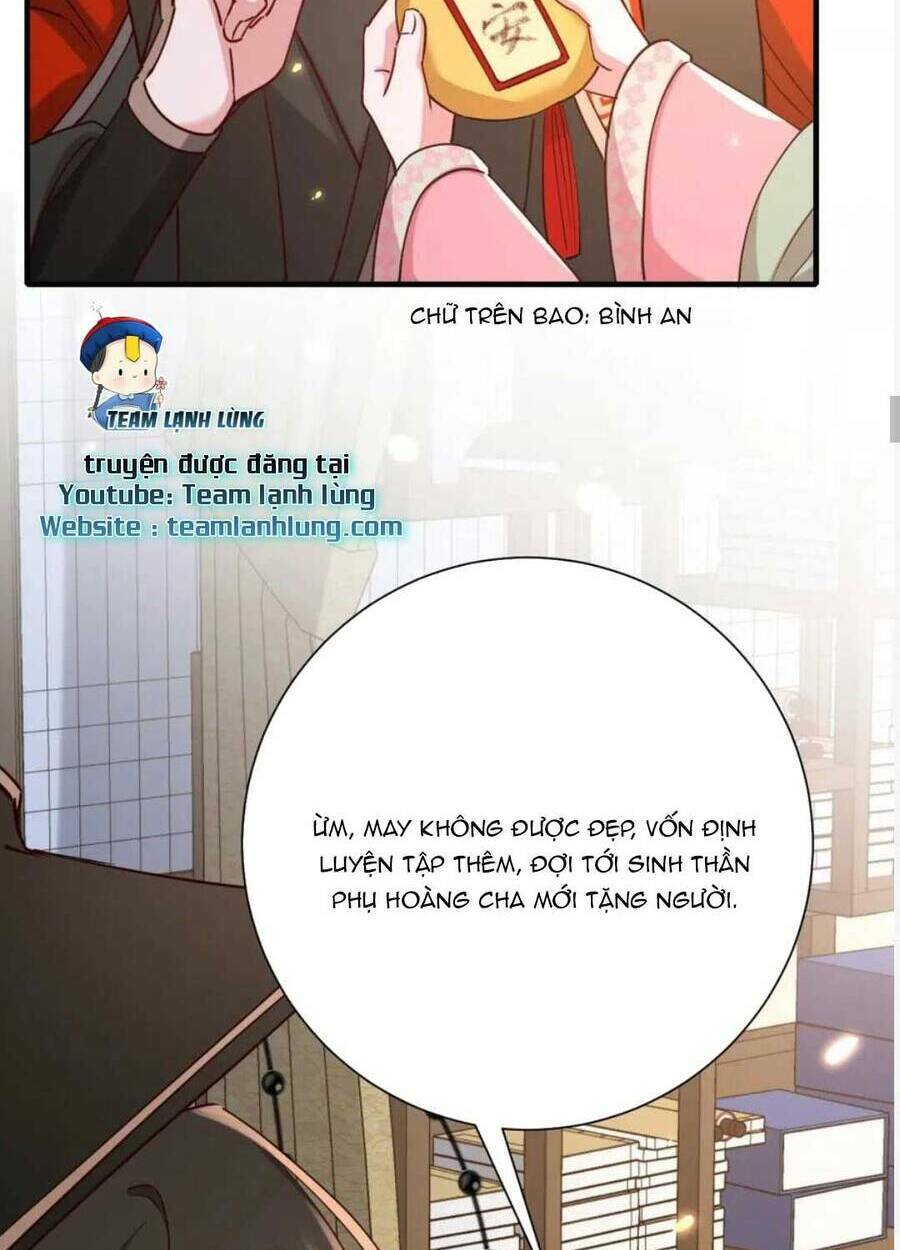 安
CHỮ TRÊN BAO: BÌNH AN
TEAM LẠNH LÙNG
truyện được đăng tại
Youtube: Team lạnh lùng
Website : teamlanhlung.com
ỪM, MAY KHÔNG ĐƯỢC ĐẸP, VỐN ĐỊNH
LUYỆN TẬP THÊM, ĐỢI TỚI SINH THẦN
PHỤ HOÀNG CHA MỚI TẶNG NGƯỜI.